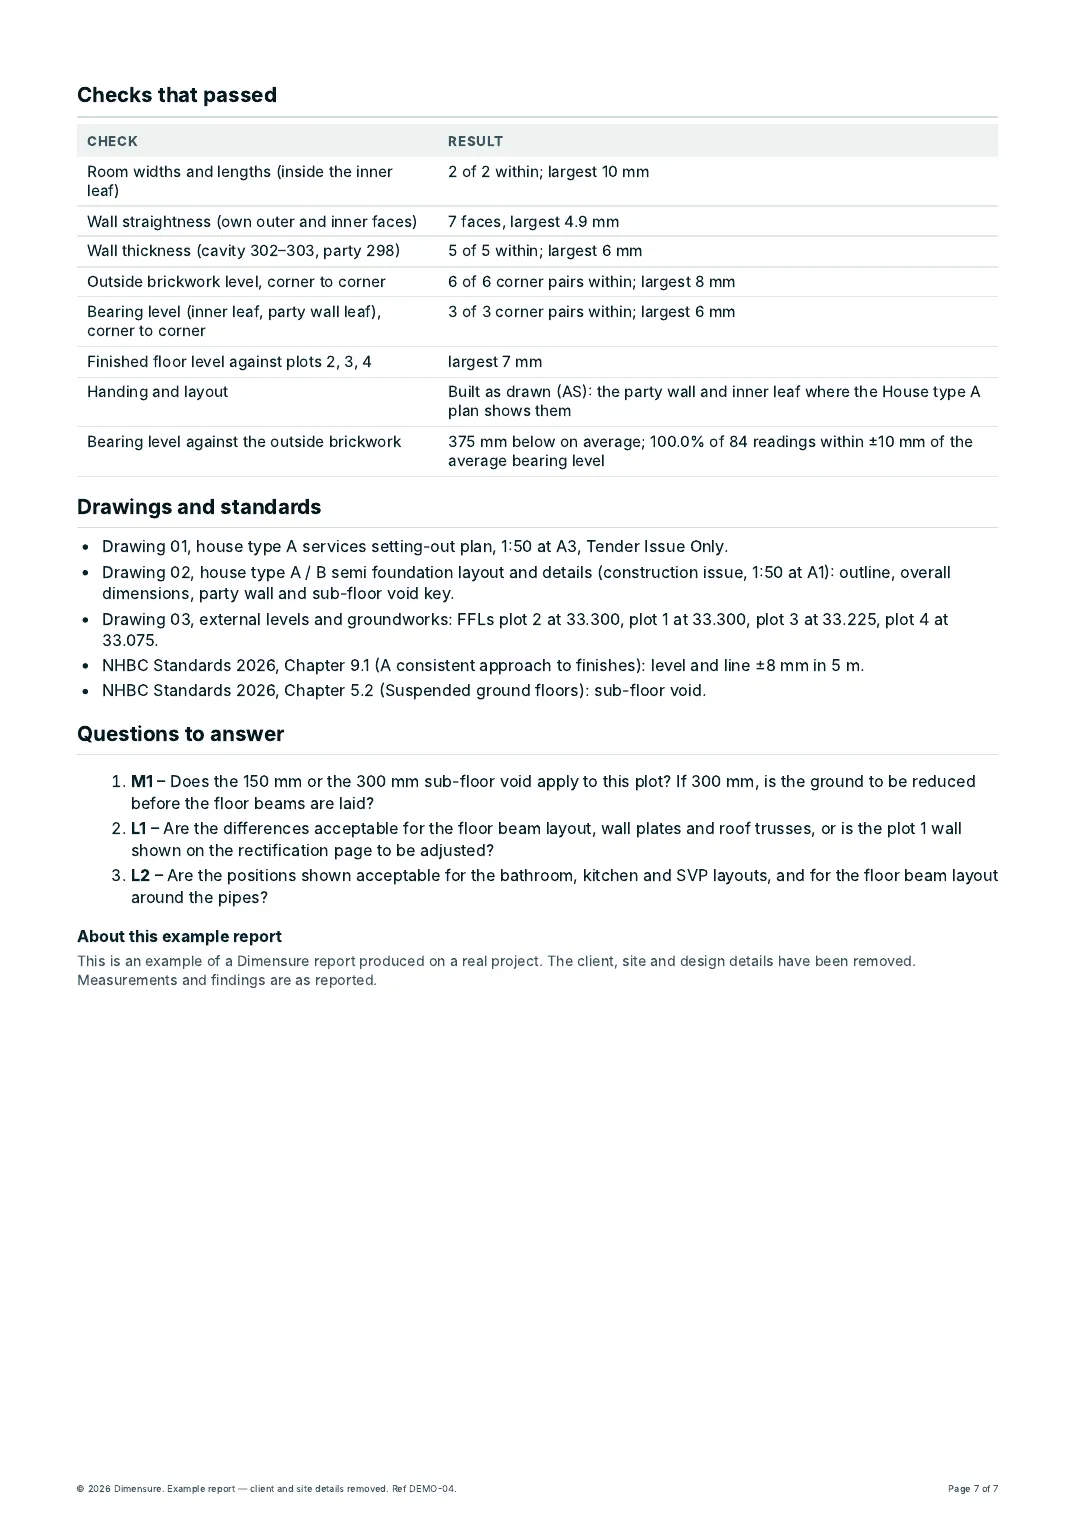 Checks that passed
CHECK RESULT
Room widths and lengths (inside the inner leaf) 2 of 2 within; largest 10 mm
Wall straightness (own outer and inner faces) 7 faces, largest 4.9 mm
Wall thickness (cavity 302–303, party 298) 5 of 5 within; largest 6 mm
Outside brickwork level, corner to corner 6 of 6 corner pairs within; largest 8 mm
Bearing level (inner leaf, party wall leaf), corner to corner 3 of 3 corner pairs within; largest 6 mm
Finished floor level against plots 2, 3, 4 largest 7 mm
Handing and layout Built as drawn (AS): the party wall and inner leaf where the House type A plan shows them
Bearing level against the outside brickwork 375 mm below on average; 100.0% of 84 readings within ±10 mm of the average bearing level
Drawings and standards
• Drawing 01, house type A services setting-out plan, 1:50 at A3, Tender Issue Only.
• Drawing 02, house type A / B semi foundation layout and details (construction issue, 1:50 at A1): outline, overall
dimensions, party wall and sub-floor void key.
• Drawing 03, external levels and groundworks: FFLs plot 2 at 33.300, plot 1 at 33.300, plot 3 at 33.225, plot 4 at
33.075.
• NHBC Standards 2026, Chapter 9.1 (A consistent approach to finishes): level and line ±8 mm in 5 m.
• NHBC Standards 2026, Chapter 5.2 (Suspended ground floors): sub-floor void.
Questions to answer
1. M1 – Does the 150 mm or the 300 mm sub-floor void apply to this plot? If 300 mm, is the ground to be reduced
before the floor beams are laid?
2. L1 – Are the differences acceptable for the floor beam layout, wall plates and roof trusses, or is the plot 1 wall
shown on the rectification page to be adjusted?
3. L2 – Are the positions shown acceptable for the bathroom, kitchen and SVP layouts, and for the floor beam layout
around the pipes?
About this example report
This is an example of a Dimensure report produced on a real project. The client, site and design details have been removed.
Measurements and findings are as reported.
© 2026 Dimensure. Example report — client and site details removed. Ref DEMO-04. Page 7 of 7